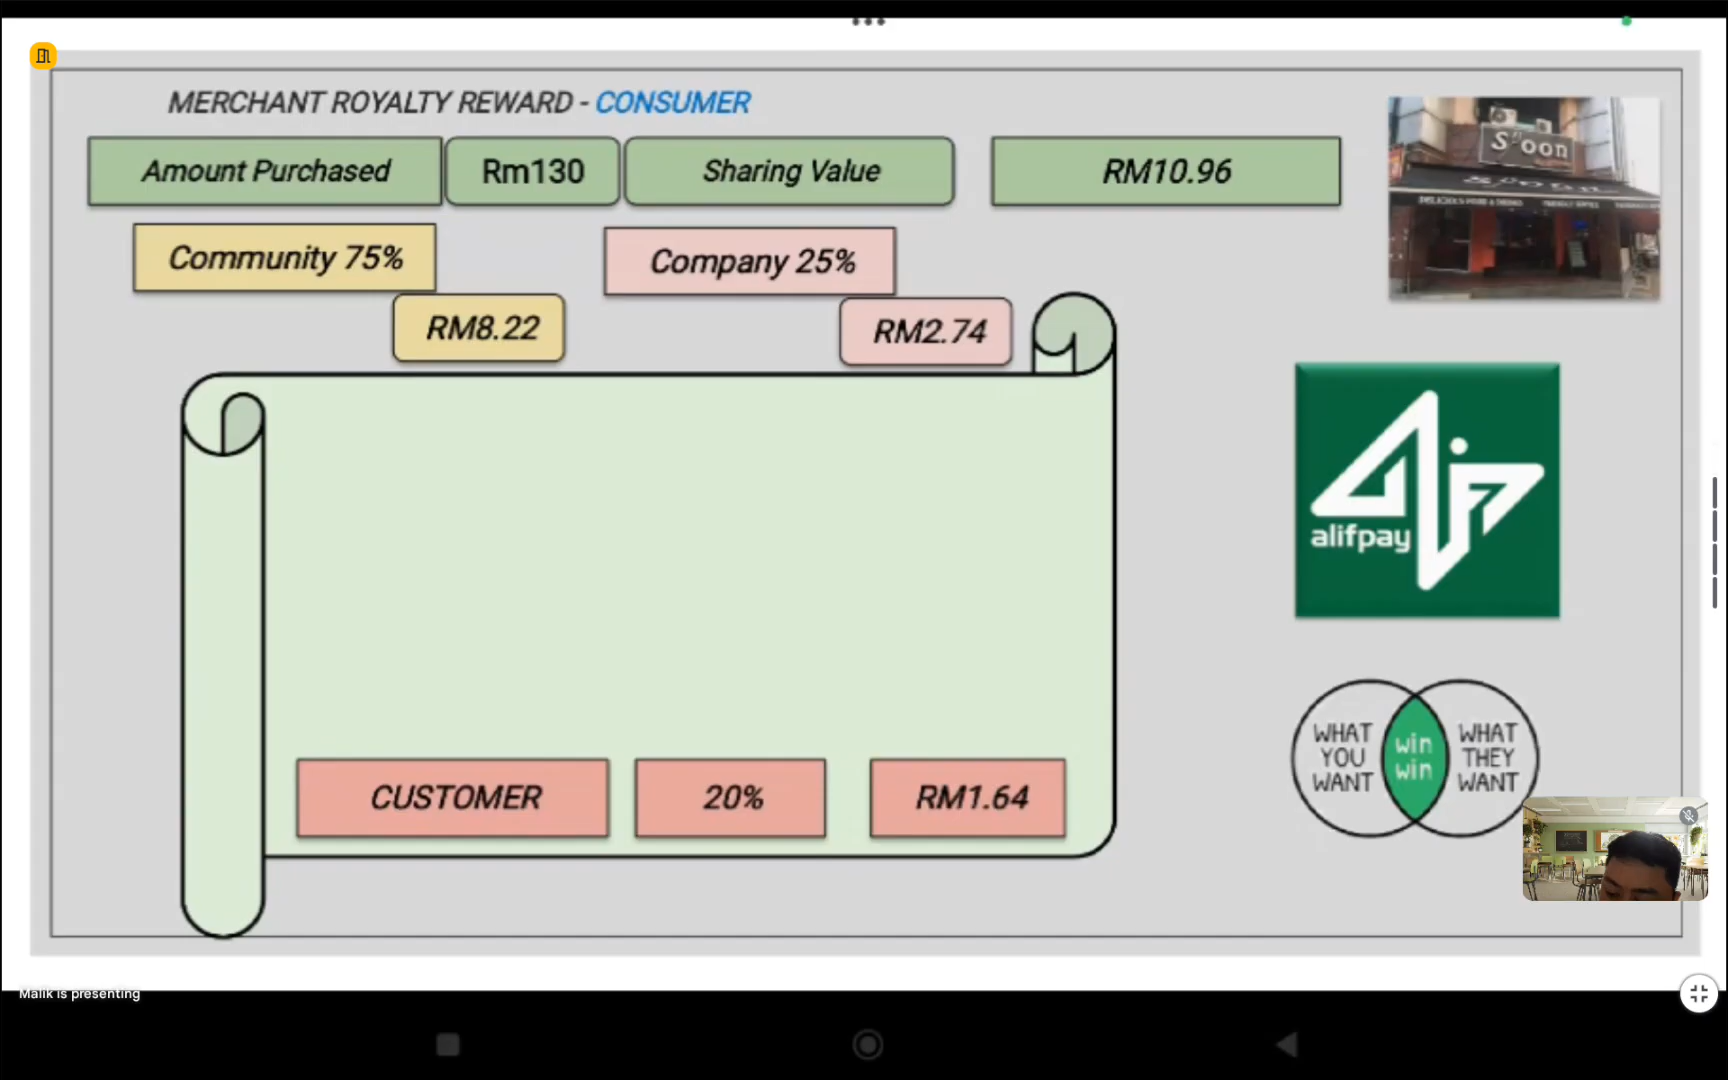 MERCHANT ROYALTY REWARD - CONSUMER
Amount Purchased
Rm130
Sharing Value
RM10.96
Community 75%
Company 25%
RM8.22
RM2.74
alifpay
CUSTOMER
20%
RM1.64
WHAT
YOU
WANT
win
win
WHAT
THEY
WANT
Malik is presenting